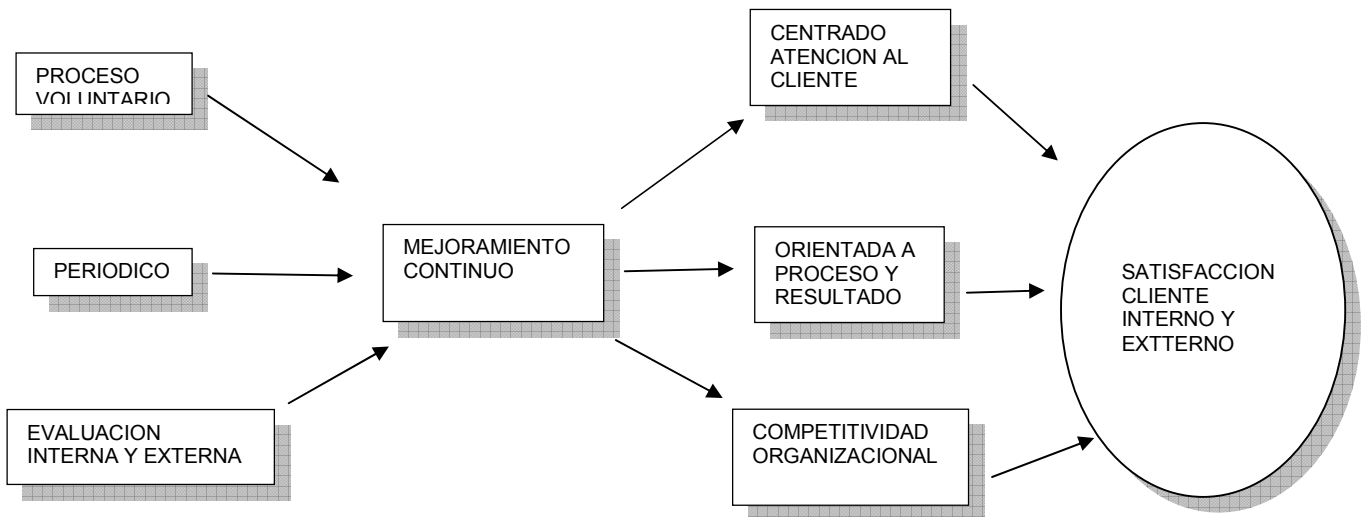 PROCESO
VOLUNTARIO
PERIODICO
EVALUACION
INTERNA Y EXTERNA
MEJORAMIENTO
CONTINUO
CENTRADO
ATENCION AL
CLIENTE
ORIENTADA A
PROCESO Y
RESULTADO
COMPETITIVIDAD
ORGANIZACIONAL
SATISFACCION
CLIENTE
INTERNO Y
EXTTERNO